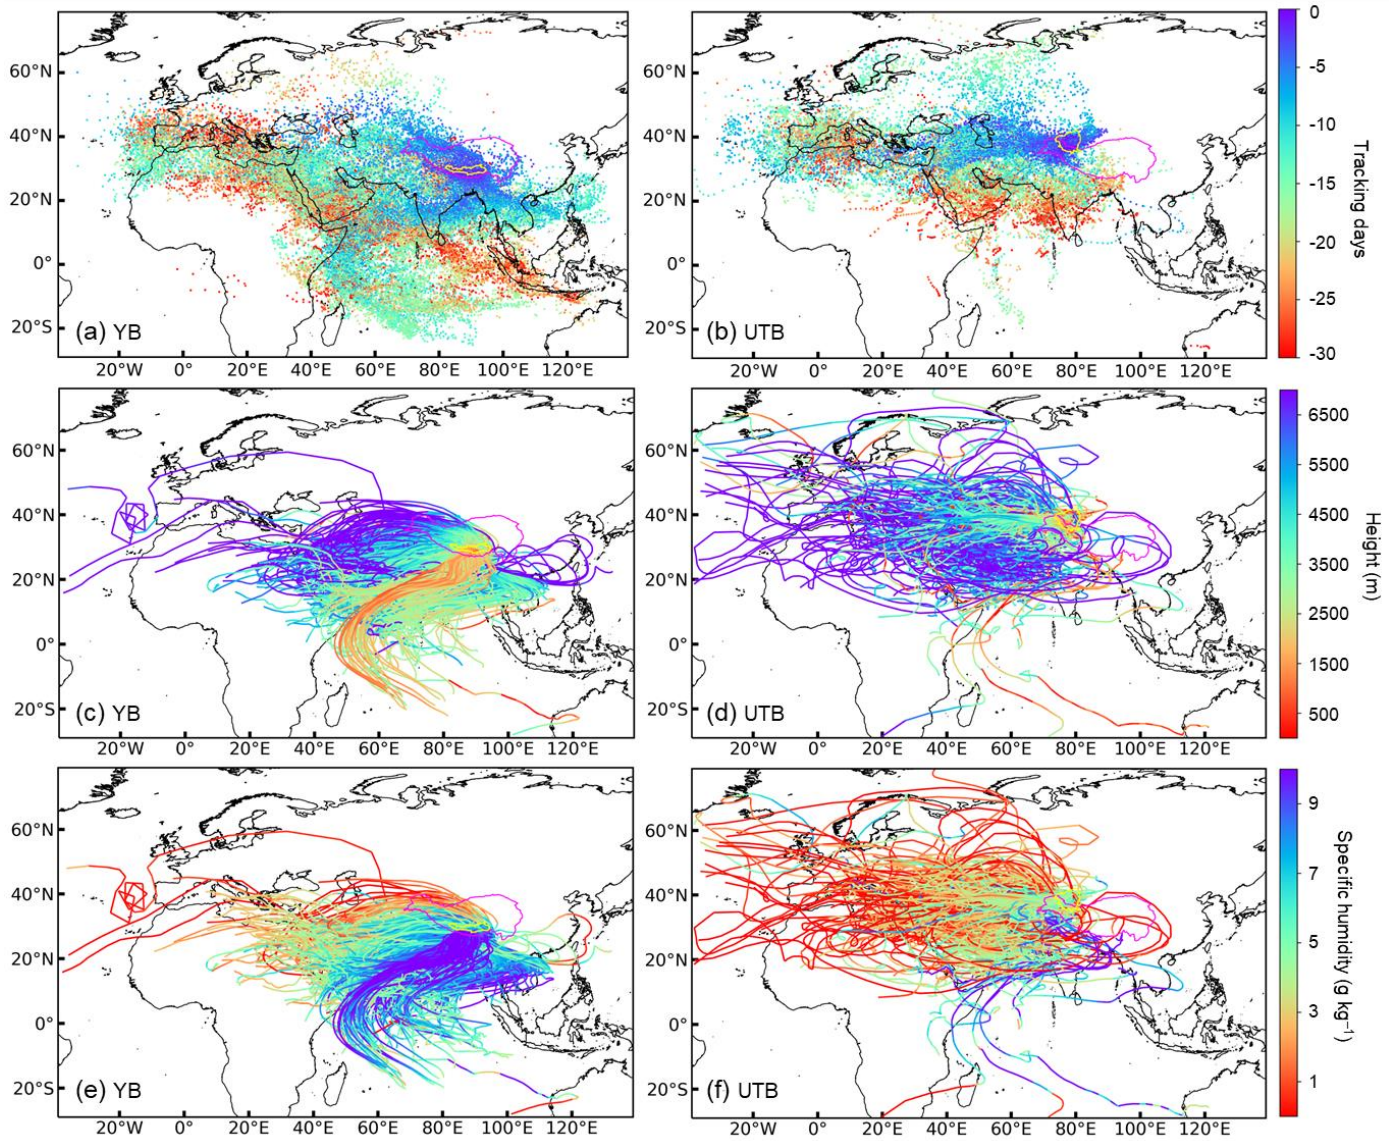 60°N
40°N
20°N
0°
20°S
(a) YB
20°W 0° 20°E 40°E 60°E 80°E 100°E 120°E
60°N
40°N
20°N
0°
20°S
(b) UTB
20°W 0° 20°E 40°E 60°E 80°E 100°E 120°E
0
-5
-10
-15
-20
-25
-30
Tracking days
60°N
40°N
20°N
0°
20°S
(c) YB
20°W 0° 20°E 40°E 60°E 80°E 100°E 120°E
60°N
40°N
20°N
0°
20°S
(d) UTB
20°W 0° 20°E 40°E 60°E 80°E 100°E 120°E
6500
5500
4500
3500
2500
1500
500
Height (m)
60°N
40°N
20°N
0°
20°S
(e) YB
20°W 0° 20°E 40°E 60°E 80°E 100°E 120°E
60°N
40°N
20°N
0°
20°S
(f) UTB
20°W 0° 20°E 40°E 60°E 80°E 100°E 120°E
9
7
5
3
1
Specific humidity (g kg⁻¹)